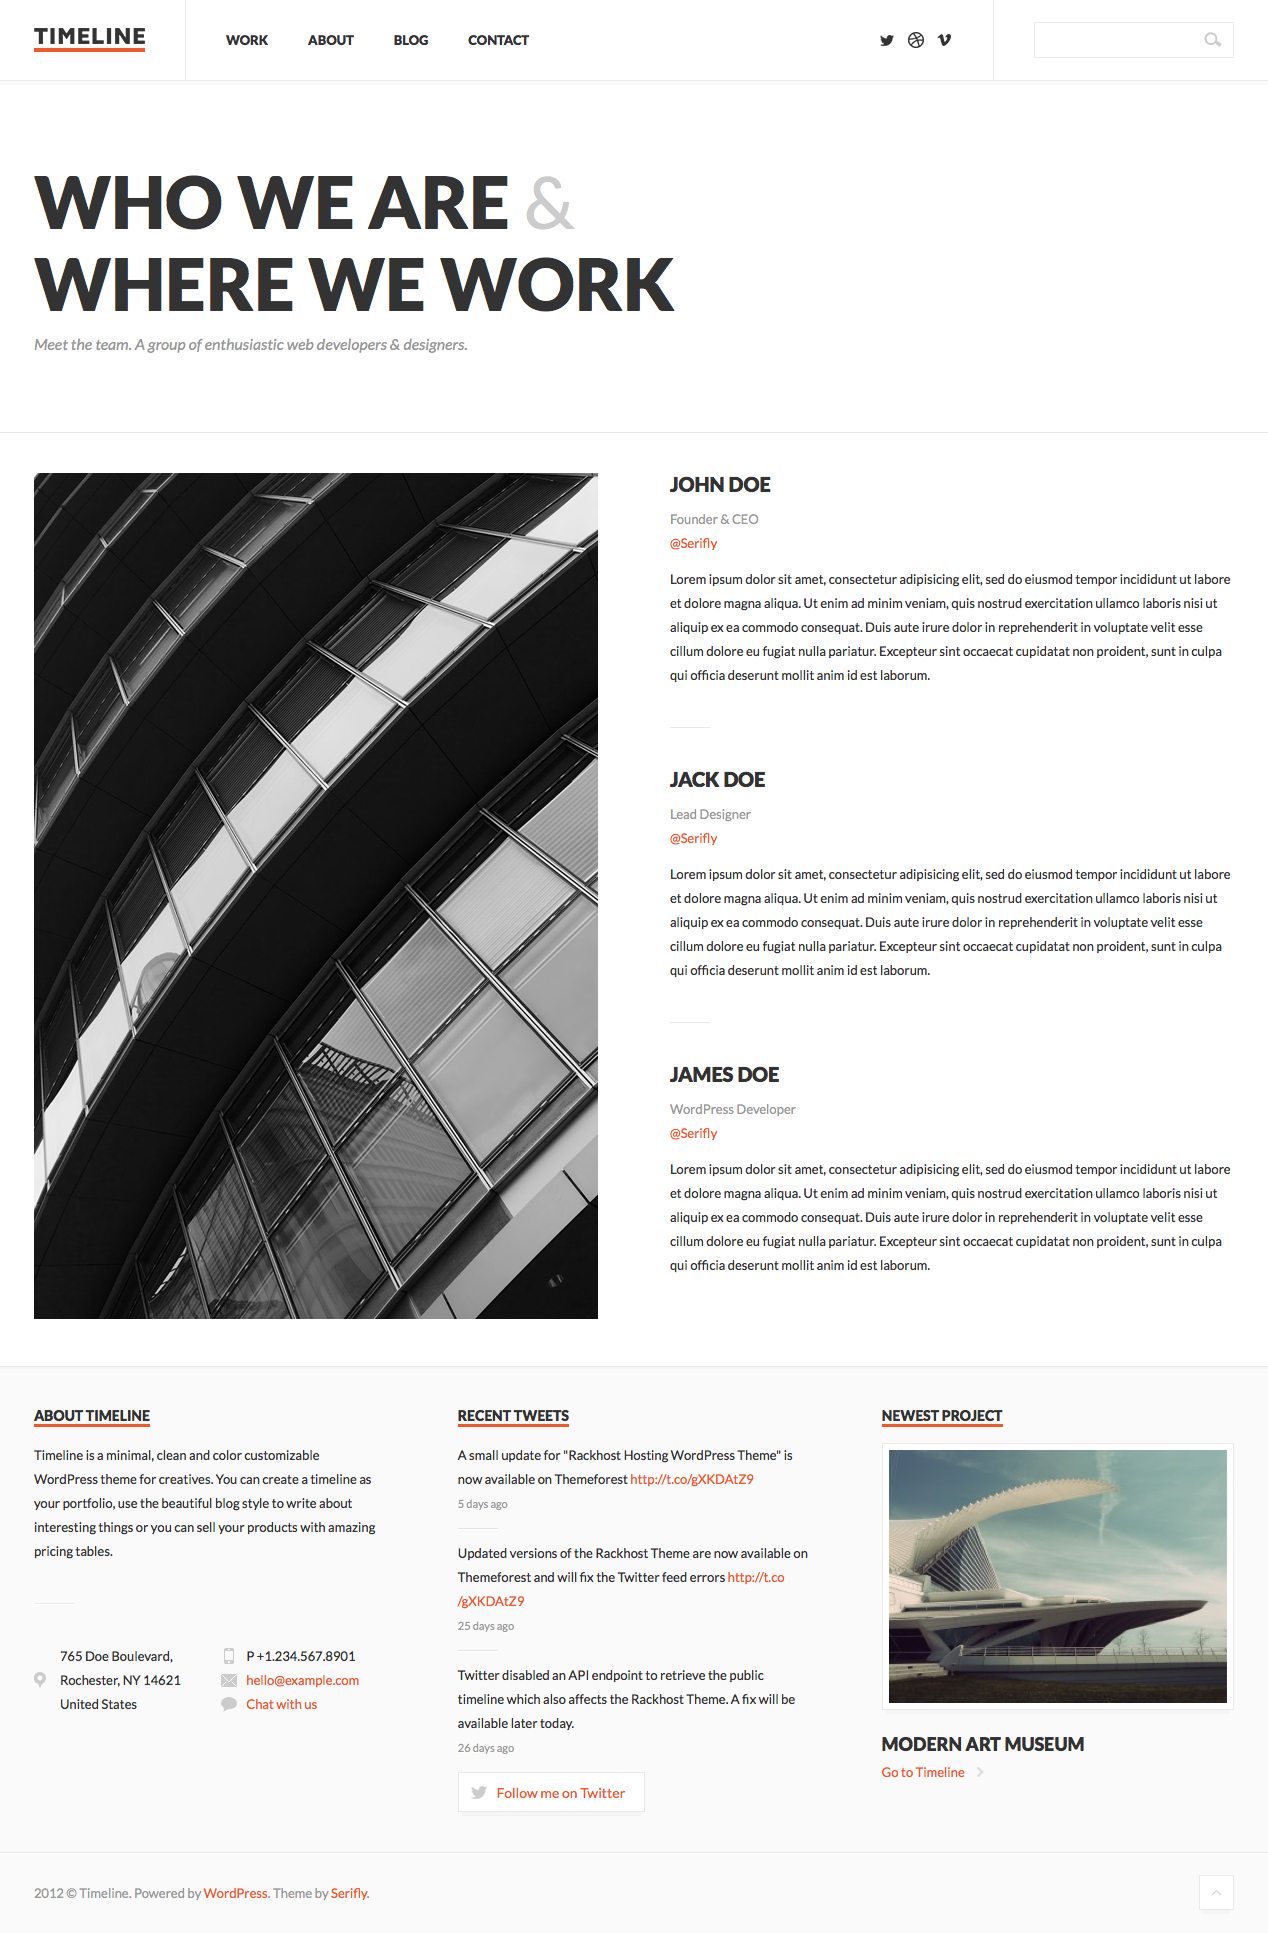 TIMELINE
WORK ABOUT BLOG CONTACT
WHO WE ARE &
WHERE WE WORK
Meet the team. A group of enthusiastic web developers & designers.
JOHN DOE
Founder & CEO
@Serifly
Lorem ipsum dolor sit amet, consectetur adipisicing elit, sed do eiusmod tempor incididunt ut labore
et dolore magna aliqua. Ut enim ad minim veniam, quis nostrud exercitation ullamco laboris nisi ut
aliquip ex ea commodo consequat. Duis aute irure dolor in reprehenderit in voluptate velit esse
cillum dolore eu fugiat nulla pariatur. Excepteur sint occaecat cupidatat non proident, sunt in culpa
qui officia deserunt mollit anim id est laborum.
JACK DOE
Lead Designer
@Serifly
Lorem ipsum dolor sit amet, consectetur adipisicing elit, sed do eiusmod tempor incididunt ut labore
et dolore magna aliqua. Ut enim ad minim veniam, quis nostrud exercitation ullamco laboris nisi ut
aliquip ex ea commodo consequat. Duis aute irure dolor in reprehenderit in voluptate velit esse
cillum dolore eu fugiat nulla pariatur. Excepteur sint occaecat cupidatat non proident, sunt in culpa
qui officia deserunt mollit anim id est laborum.
JAMES DOE
WordPress Developer
@Serifly
Lorem ipsum dolor sit amet, consectetur adipisicing elit, sed do eiusmod tempor incididunt ut labore
et dolore magna aliqua. Ut enim ad minim veniam, quis nostrud exercitation ullamco laboris nisi ut
aliquip ex ea commodo consequat. Duis aute irure dolor in reprehenderit in voluptate velit esse
cillum dolore eu fugiat nulla pariatur. Excepteur sint occaecat cupidatat non proident, sunt in culpa
qui officia deserunt mollit anim id est laborum.
ABOUT TIMELINE
Timeline is a minimal, clean and color customizable
WordPress theme for creatives. You can create a timeline as
your portfolio, use the beautiful blog style to write about
interesting things or you can sell your products with amazing
pricing tables.
765 Doe Boulevard,
Rochester, NY 14621
United States
P +1.234.567.8901
hello@example.com
Chat with us
RECENT TWEETS
A small update for "Rackhost Hosting WordPress Theme" is
now available on Themeforest http://t.co/gXKDAtZ9
5 days ago
Updated versions of the Rackhost Theme are now available on
Themeforest and will fix the Twitter feed errors http://t.co
/gXKDAtZ9
25 days ago
Twitter disabled an API endpoint to retrieve the public
timeline which also affects the Rackhost Theme. A fix will be
available later today.
26 days ago
Follow me on Twitter
NEWEST PROJECT
MODERN ART MUSEUM
Go to Timeline
2012 © Timeline. Powered by WordPress. Theme by Serifly.